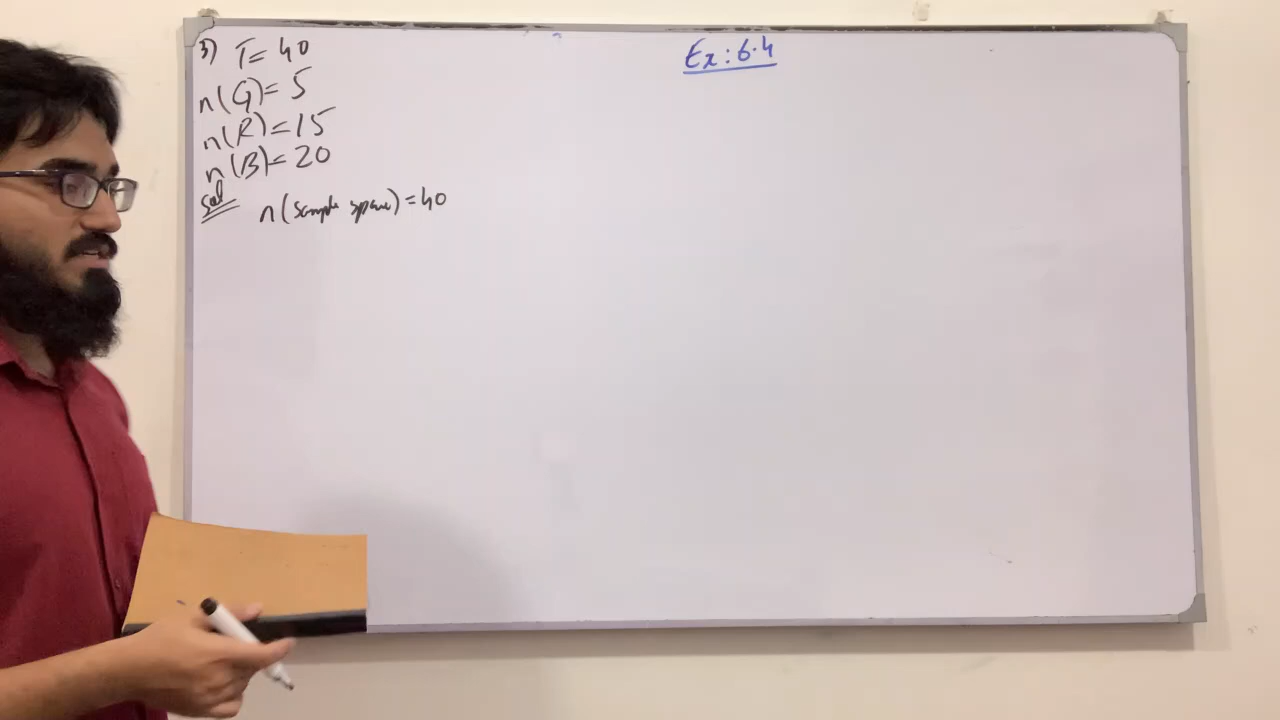 Ex : 6.4
3) T = 40
n(G) = 5
n(R) = 15
n(B) = 20
Sol n(sample space) = 40